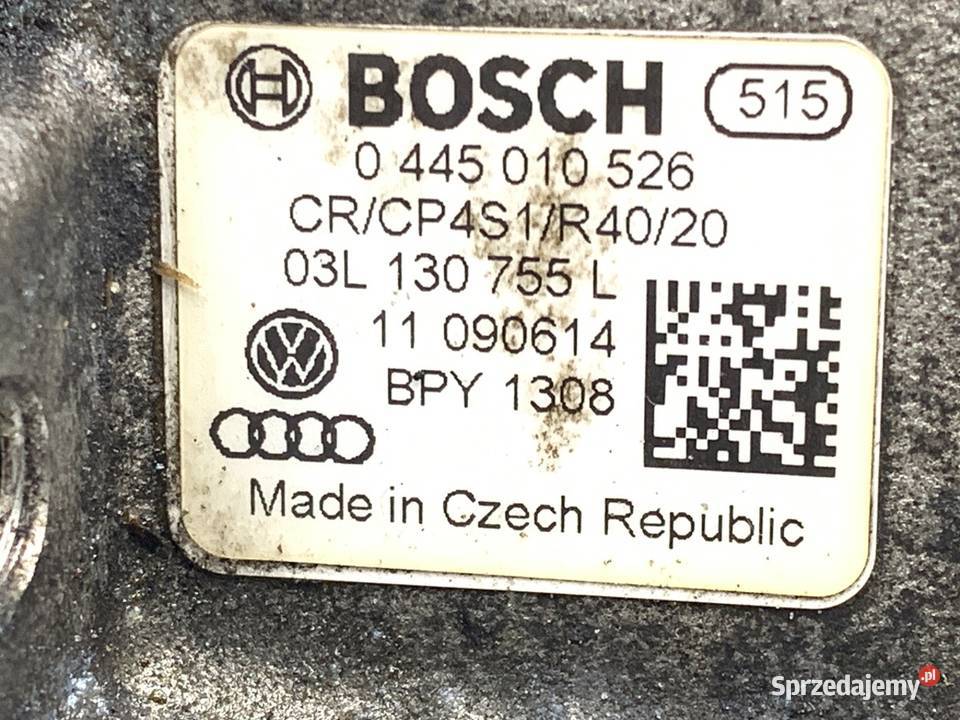 BOSCH 515
0 445 010 526
CR/CP4S1/R40/20
03L 130 755 L
11 090614
BPY 1308
Made in Czech Republic
Sprzedajemy.pl